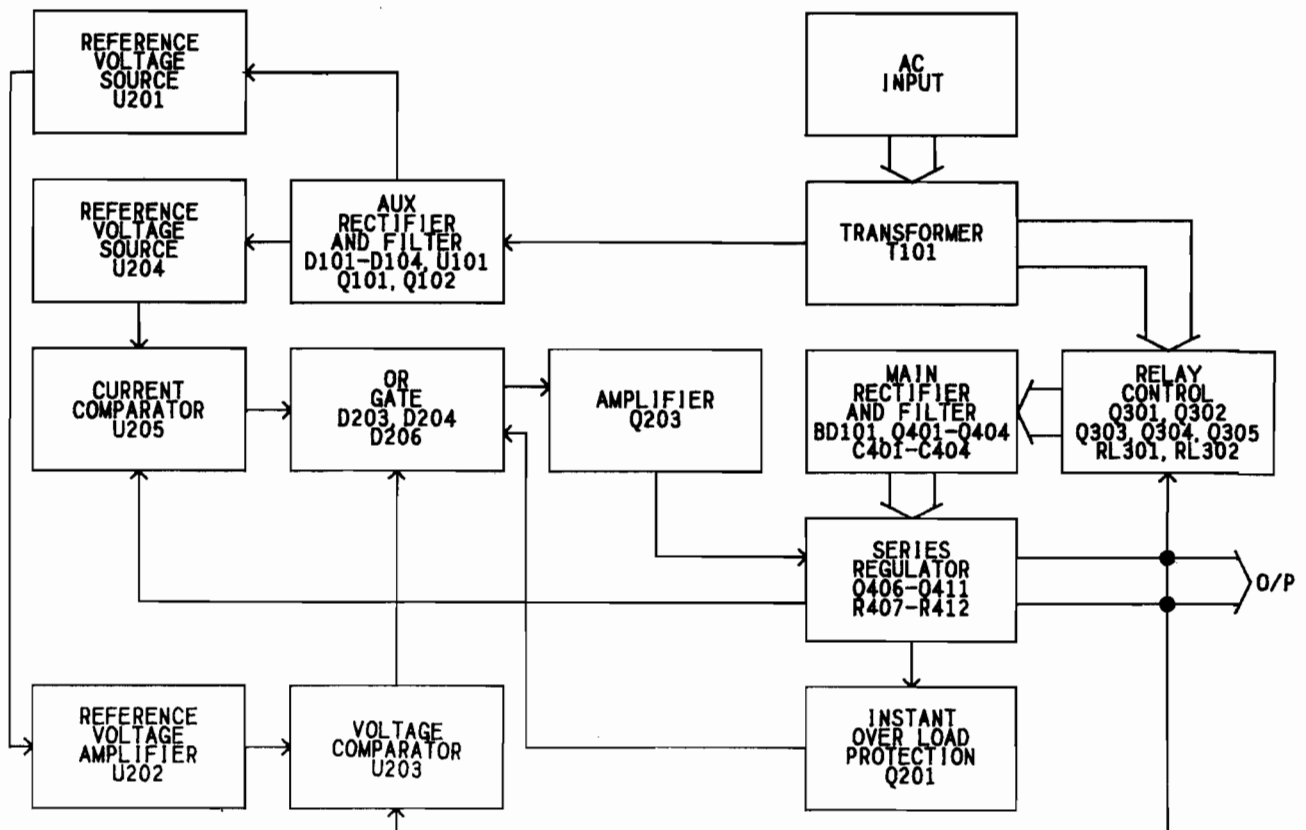 REFERENCE
VOLTAGE
SOURCE
U201
AC
INPUT
REFERENCE
VOLTAGE
SOURCE
U204
AUX
RECTIFIER
AND FILTER
D101-D104, U101
Q101, Q102
TRANSFORMER
T101
CURRENT
COMPARATOR
U205
OR
GATE
D203, D204
D206
AMPLIFIER
Q203
MAIN
RECTIFIER
AND FILTER
BD101, Q401-Q404
C401-C404
RELAY
CONTROL
Q301, Q302
Q303, Q304, Q305
RL301, RL302
SERIES
REGULATOR
Q406-Q411
R407-R412
O/P
REFERENCE
VOLTAGE
AMPLIFIER
U202
VOLTAGE
COMPARATOR
U203
INSTANT
OVER LOAD
PROTECTION
Q201